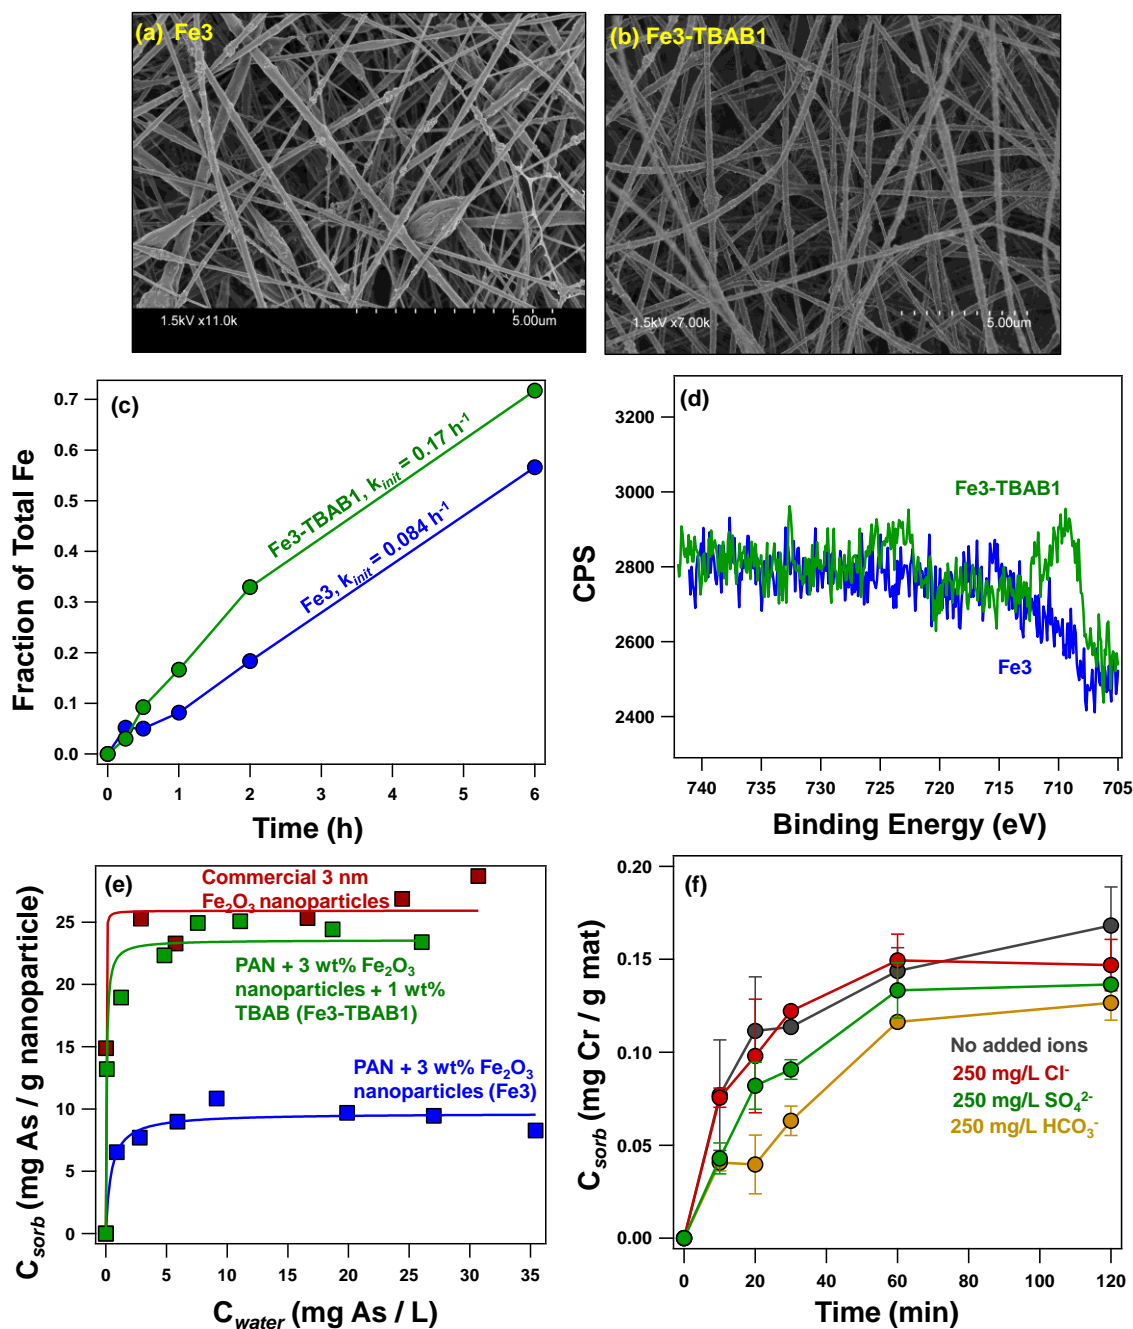 (a) Fe3
1.5kV x11.0k
5.00um
(b) Fe3-TBAB1
1.5kV x7.00k
5.00um
(c)
Fraction of Total Fe
0.7
0.6
0.5
0.4
0.3
0.2
0.1
0.0
Fe3-TBAB1, k_init = 0.17 h⁻¹
Fe3, k_init = 0.084 h⁻¹
0 1 2 3 4 5 6
Time (h)
(d)
CPS
3200
3000
2800
2600
2400
Fe3-TBAB1
Fe3
740 735 730 725 720 715 710 705
Binding Energy (eV)
(e)
C_sorb (mg As / g nanoparticle)
25
20
15
10
5
0
Commercial 3 nm
Fe₂O₃ nanoparticles
PAN + 3 wt% Fe₂O₃
nanoparticles + 1 wt%
TBAB (Fe3-TBAB1)
PAN + 3 wt% Fe₂O₃
nanoparticles (Fe3)
0 5 10 15 20 25 30 35
C_water (mg As / L)
(f)
C_sorb (mg Cr / g mat)
0.20
0.15
0.10
0.05
0.00
No added ions
250 mg/L Cl⁻
250 mg/L SO₄²⁻
250 mg/L HCO₃⁻
0 20 40 60 80 100 120
Time (min)